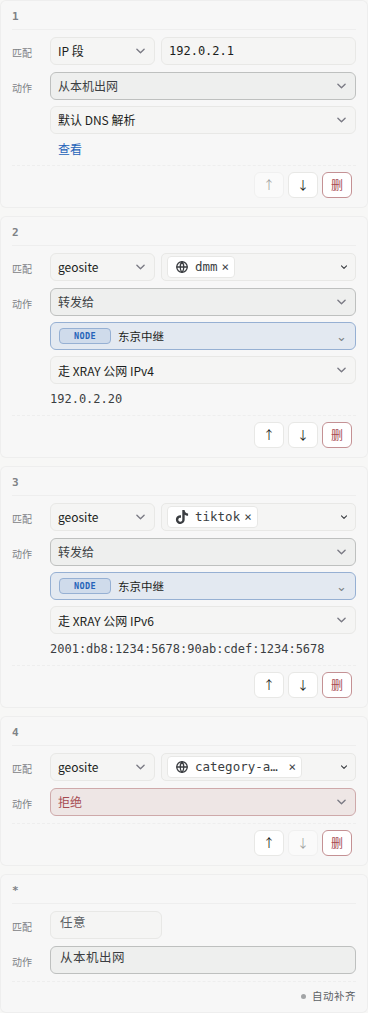 1
匹配 IP 段 192.0.2.1
动作 从本机出网
默认 DNS 解析
查看
↑ ↓ 删
2
匹配 geosite dmm ×
动作 转发给
NODE 东京中继
走 XRAY 公网 IPv4
192.0.2.20
↑ ↓ 删
3
匹配 geosite tiktok ×
动作 转发给
NODE 东京中继
走 XRAY 公网 IPv6
2001:db8:1234:5678:90ab:cdef:1234:5678
↑ ↓ 删
4
匹配 geosite category-a… ×
动作 拒绝
↑ ↓ 删
*
匹配 任意
动作 从本机出网
自动补齐